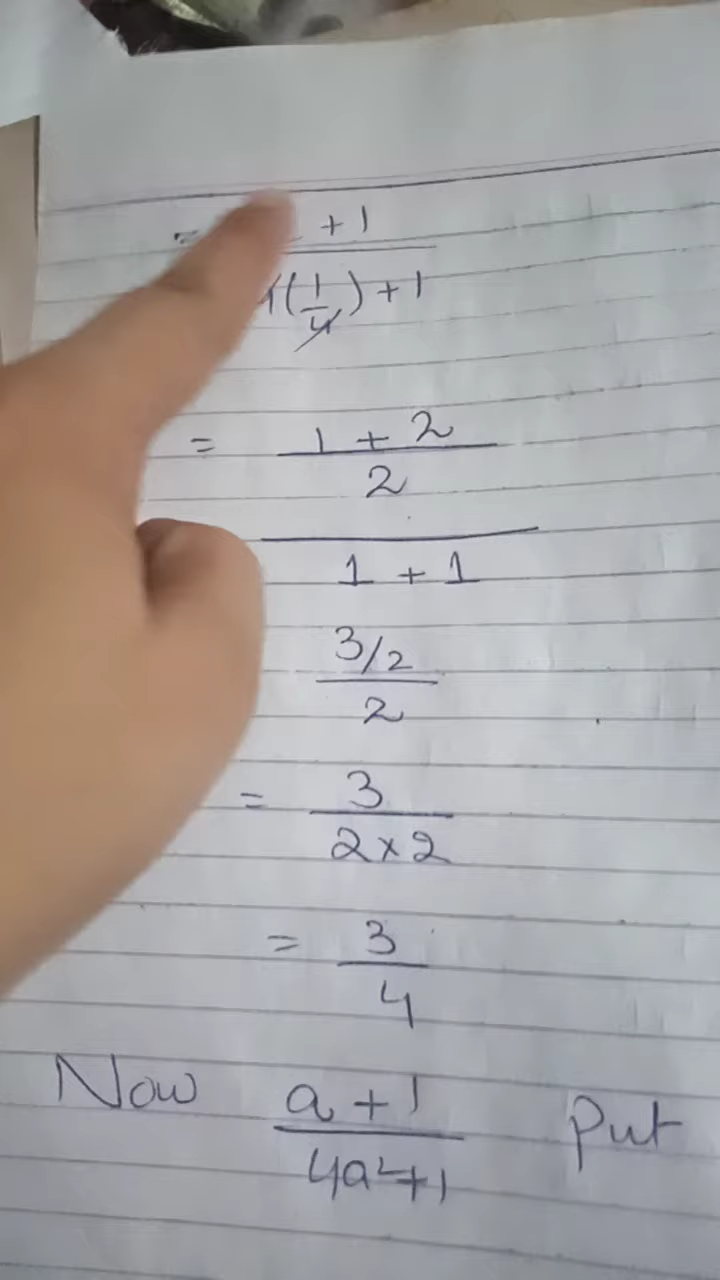 = + 1
(1/4) + 1
= 1 + 2
2
1 + 1
3/2
2
= 3
2 × 2
= 3
4
Now a + 1 Put
4a² + 1